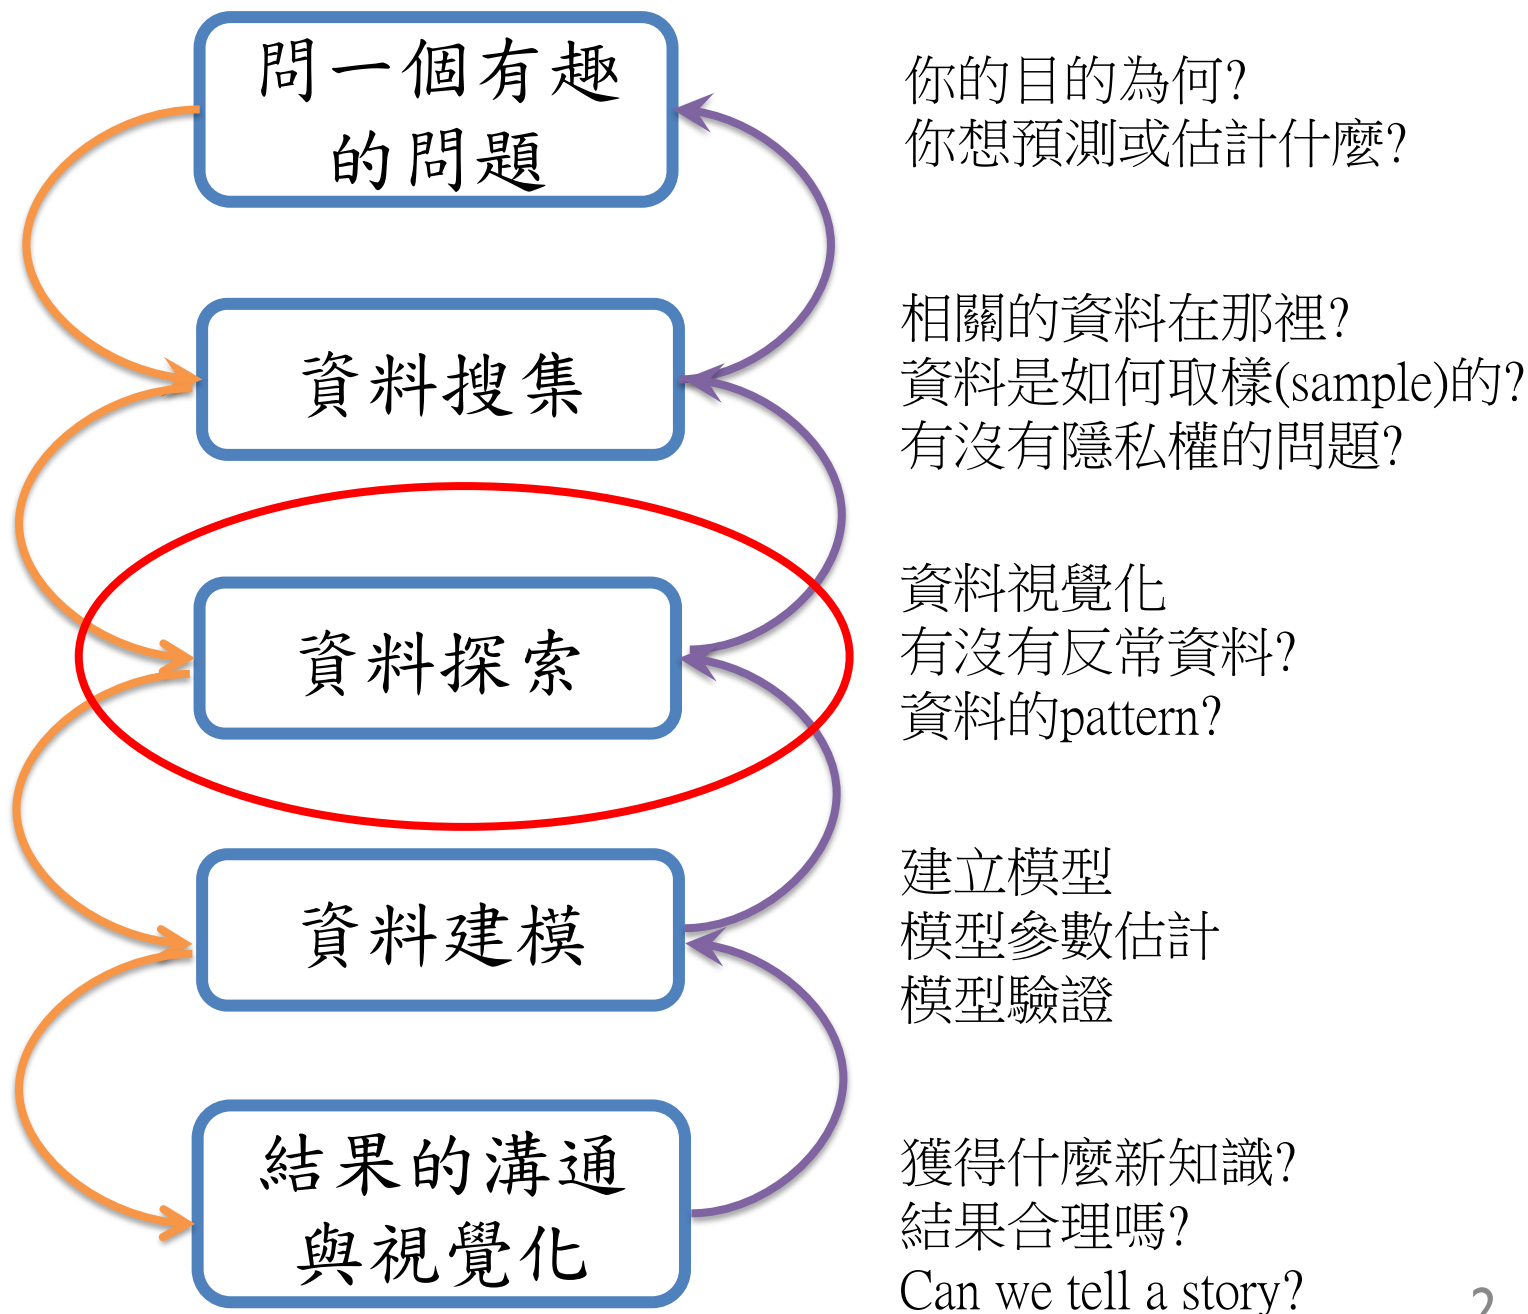 問一個有趣
的問題
你的目的為何?
你想預測或估計什麼?
資料搜集
相關的資料在那裡?
資料是如何取樣(sample)的?
有沒有隱私權的問題?
資料探索
資料視覺化
有沒有反常資料?
資料的pattern?
資料建模
建立模型
模型參數估計
模型驗證
結果的溝通
與視覺化
獲得什麼新知識?
結果合理嗎?
Can we tell a story?
2